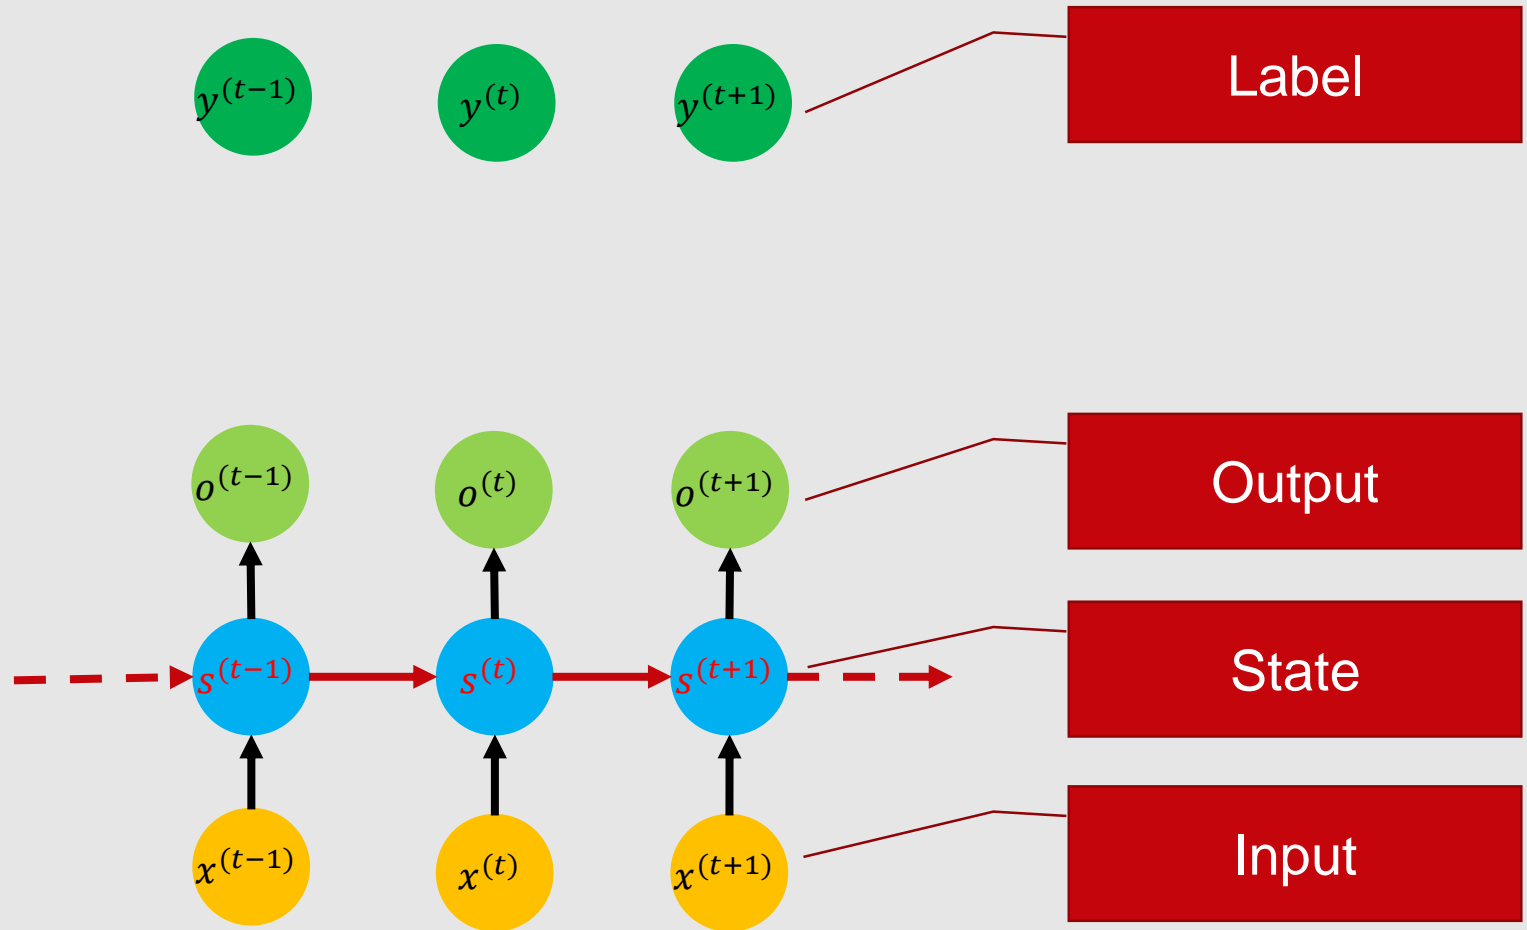 y^(t−1) y^(t) y^(t+1) Label
o^(t−1) o^(t) o^(t+1) Output
s^(t−1) s^(t) s^(t+1) State
x^(t−1) x^(t) x^(t+1) Input